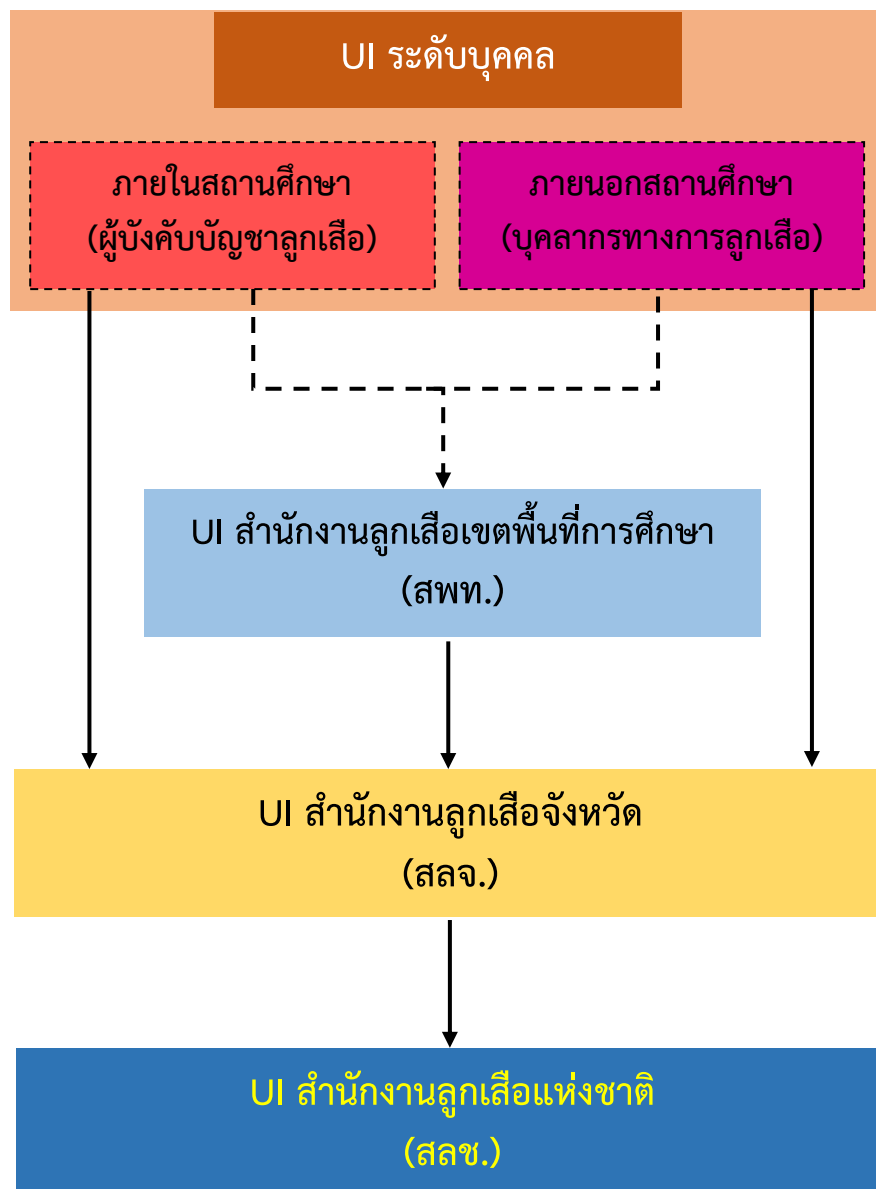 UI ระดับบุคคล
ภายในสถานศึกษา
(ผู้บังคับบัญชาลูกเสือ)
ภายนอกสถานศึกษา
(บุคลากรทางการลูกเสือ)
UI สำนักงานลูกเสือเขตพื้นที่การศึกษา
(สพท.)
UI สำนักงานลูกเสือจังหวัด
(สลจ.)
UI สำนักงานลูกเสือแห่งชาติ
(สลช.)